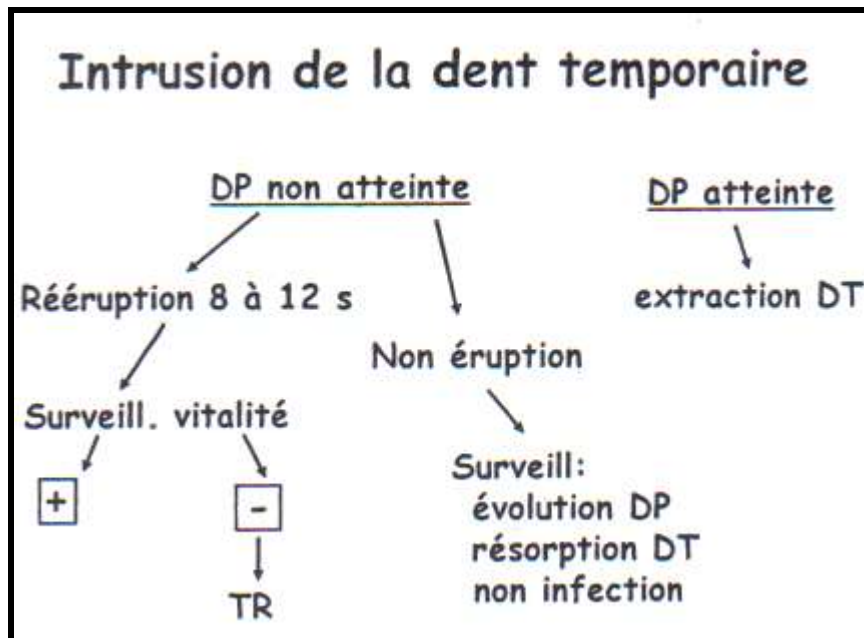 Intrusion de la dent temporaire
DP non atteinte
DP atteinte
Rééruption 8 à 12 s
extraction DT
Non éruption
Surveill. vitalité
+
-
TR
Surveill:
évolution DP
résorption DT
non infection